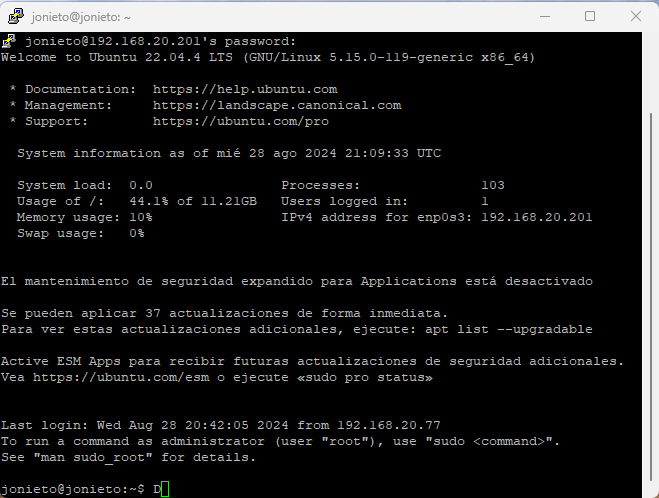 jonieto@jonieto: ~
jonieto@192.168.20.201's password:
Welcome to Ubuntu 22.04.4 LTS (GNU/Linux 5.15.0-119-generic x86_64)
* Documentation:  https://help.ubuntu.com
* Management:     https://landscape.canonical.com
* Support:        https://ubuntu.com/pro
System information as of mié 28 ago 2024 21:09:33 UTC
System load:  0.0                Processes:               103
Usage of /:   44.1% of 11.21GB   Users logged in:         1
Memory usage: 10%                IPv4 address for enp0s3: 192.168.20.201
Swap usage:   0%
El mantenimiento de seguridad expandido para Applications está desactivado
Se pueden aplicar 37 actualizaciones de forma inmediata.
Para ver estas actualizaciones adicionales, ejecute: apt list --upgradable
Active ESM Apps para recibir futuras actualizaciones de seguridad adicionales.
Vea https://ubuntu.com/esm o ejecute «sudo pro status»
Last login: Wed Aug 28 20:42:05 2024 from 192.168.20.77
To run a command as administrator (user "root"), use "sudo <command>".
See "man sudo_root" for details.
jonieto@jonieto:~$ D